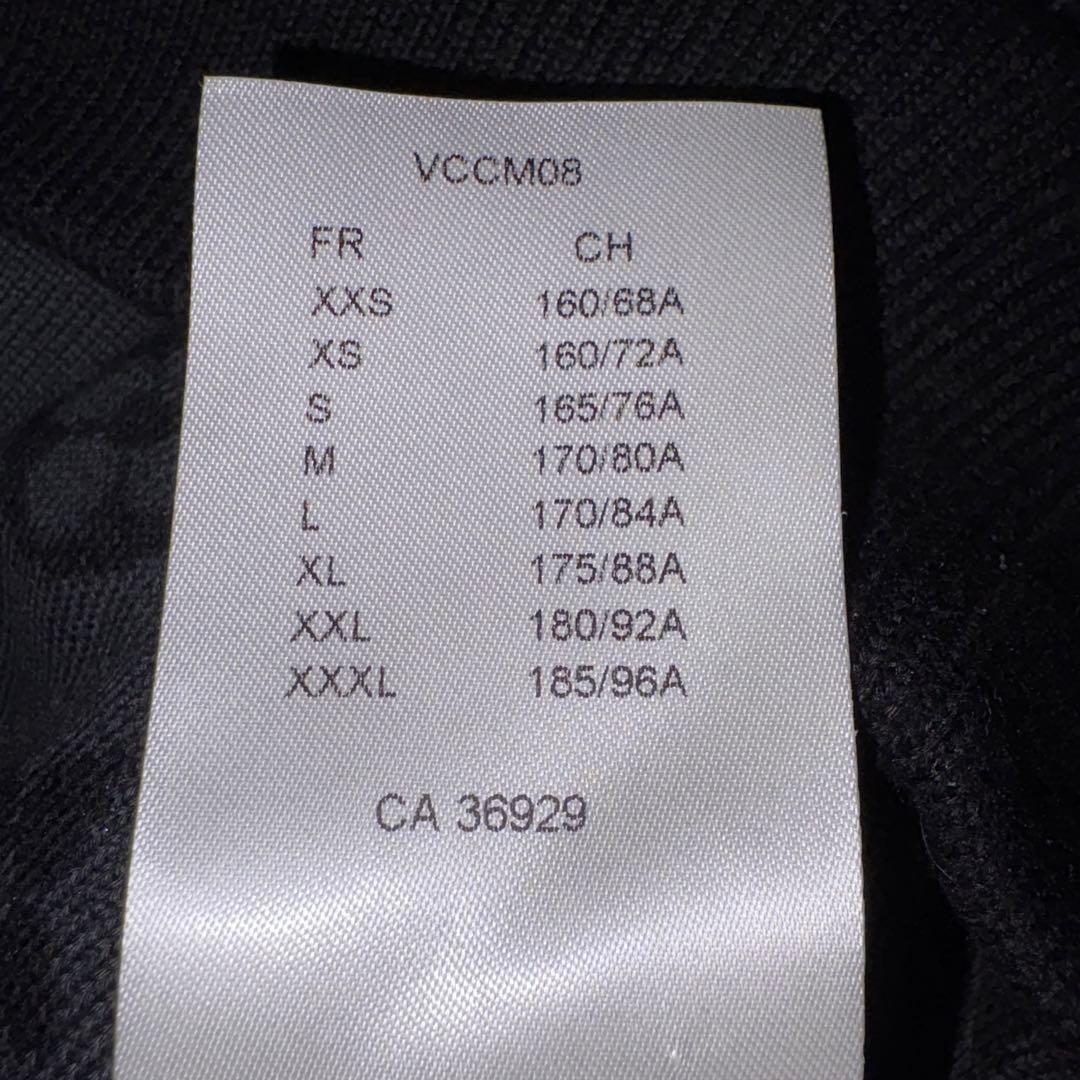 VCCM08
FR CH
XXS 160/68A
XS 160/72A
S 165/76A
M 170/80A
L 170/84A
XL 175/88A
XXL 180/92A
XXXL 185/96A
CA 36929